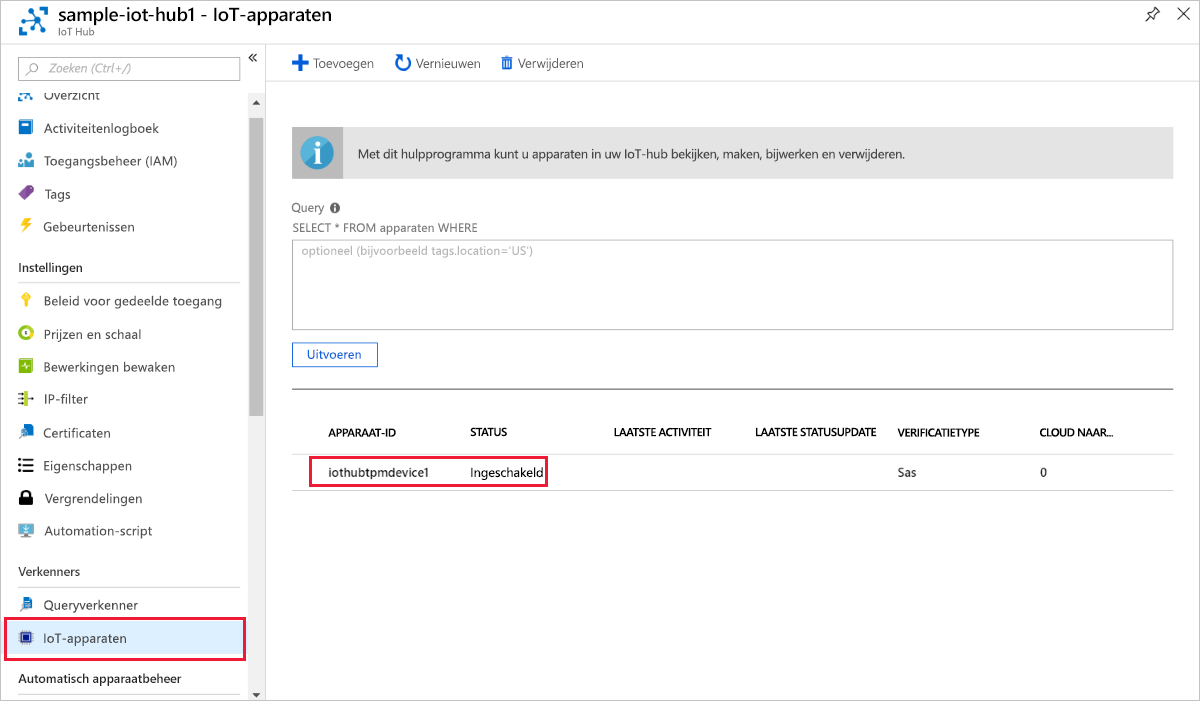 sample-iot-hub1 - IoT-apparaten
IoT Hub
Zoeken (Ctrl+/)
Overzicht
Activiteitenlogboek
Toegangsbeheer (IAM)
Tags
Gebeurtenissen
Instellingen
Beleid voor gedeelde toegang
Prijzen en schaal
Bewerkingen bewaken
IP-filter
Certificaten
Eigenschappen
Vergrendelingen
Automation-script
Verkenners
Queryverkenner
IoT-apparaten
Automatisch apparaatbeheer
Toevoegen Vernieuwen Verwijderen
Met dit hulpprogramma kunt u apparaten in uw IoT-hub bekijken, maken, bijwerken en verwijderen.
Query
SELECT * FROM apparaten WHERE
optioneel (bijvoorbeeld tags.location='US')
Uitvoeren
APPARAAT-ID STATUS LAATSTE ACTIVITEIT LAATSTE STATUSUPDATE VERIFICATIETYPE CLOUD NAAR...
iothubtpmdevice1 Ingeschakeld Sas 0